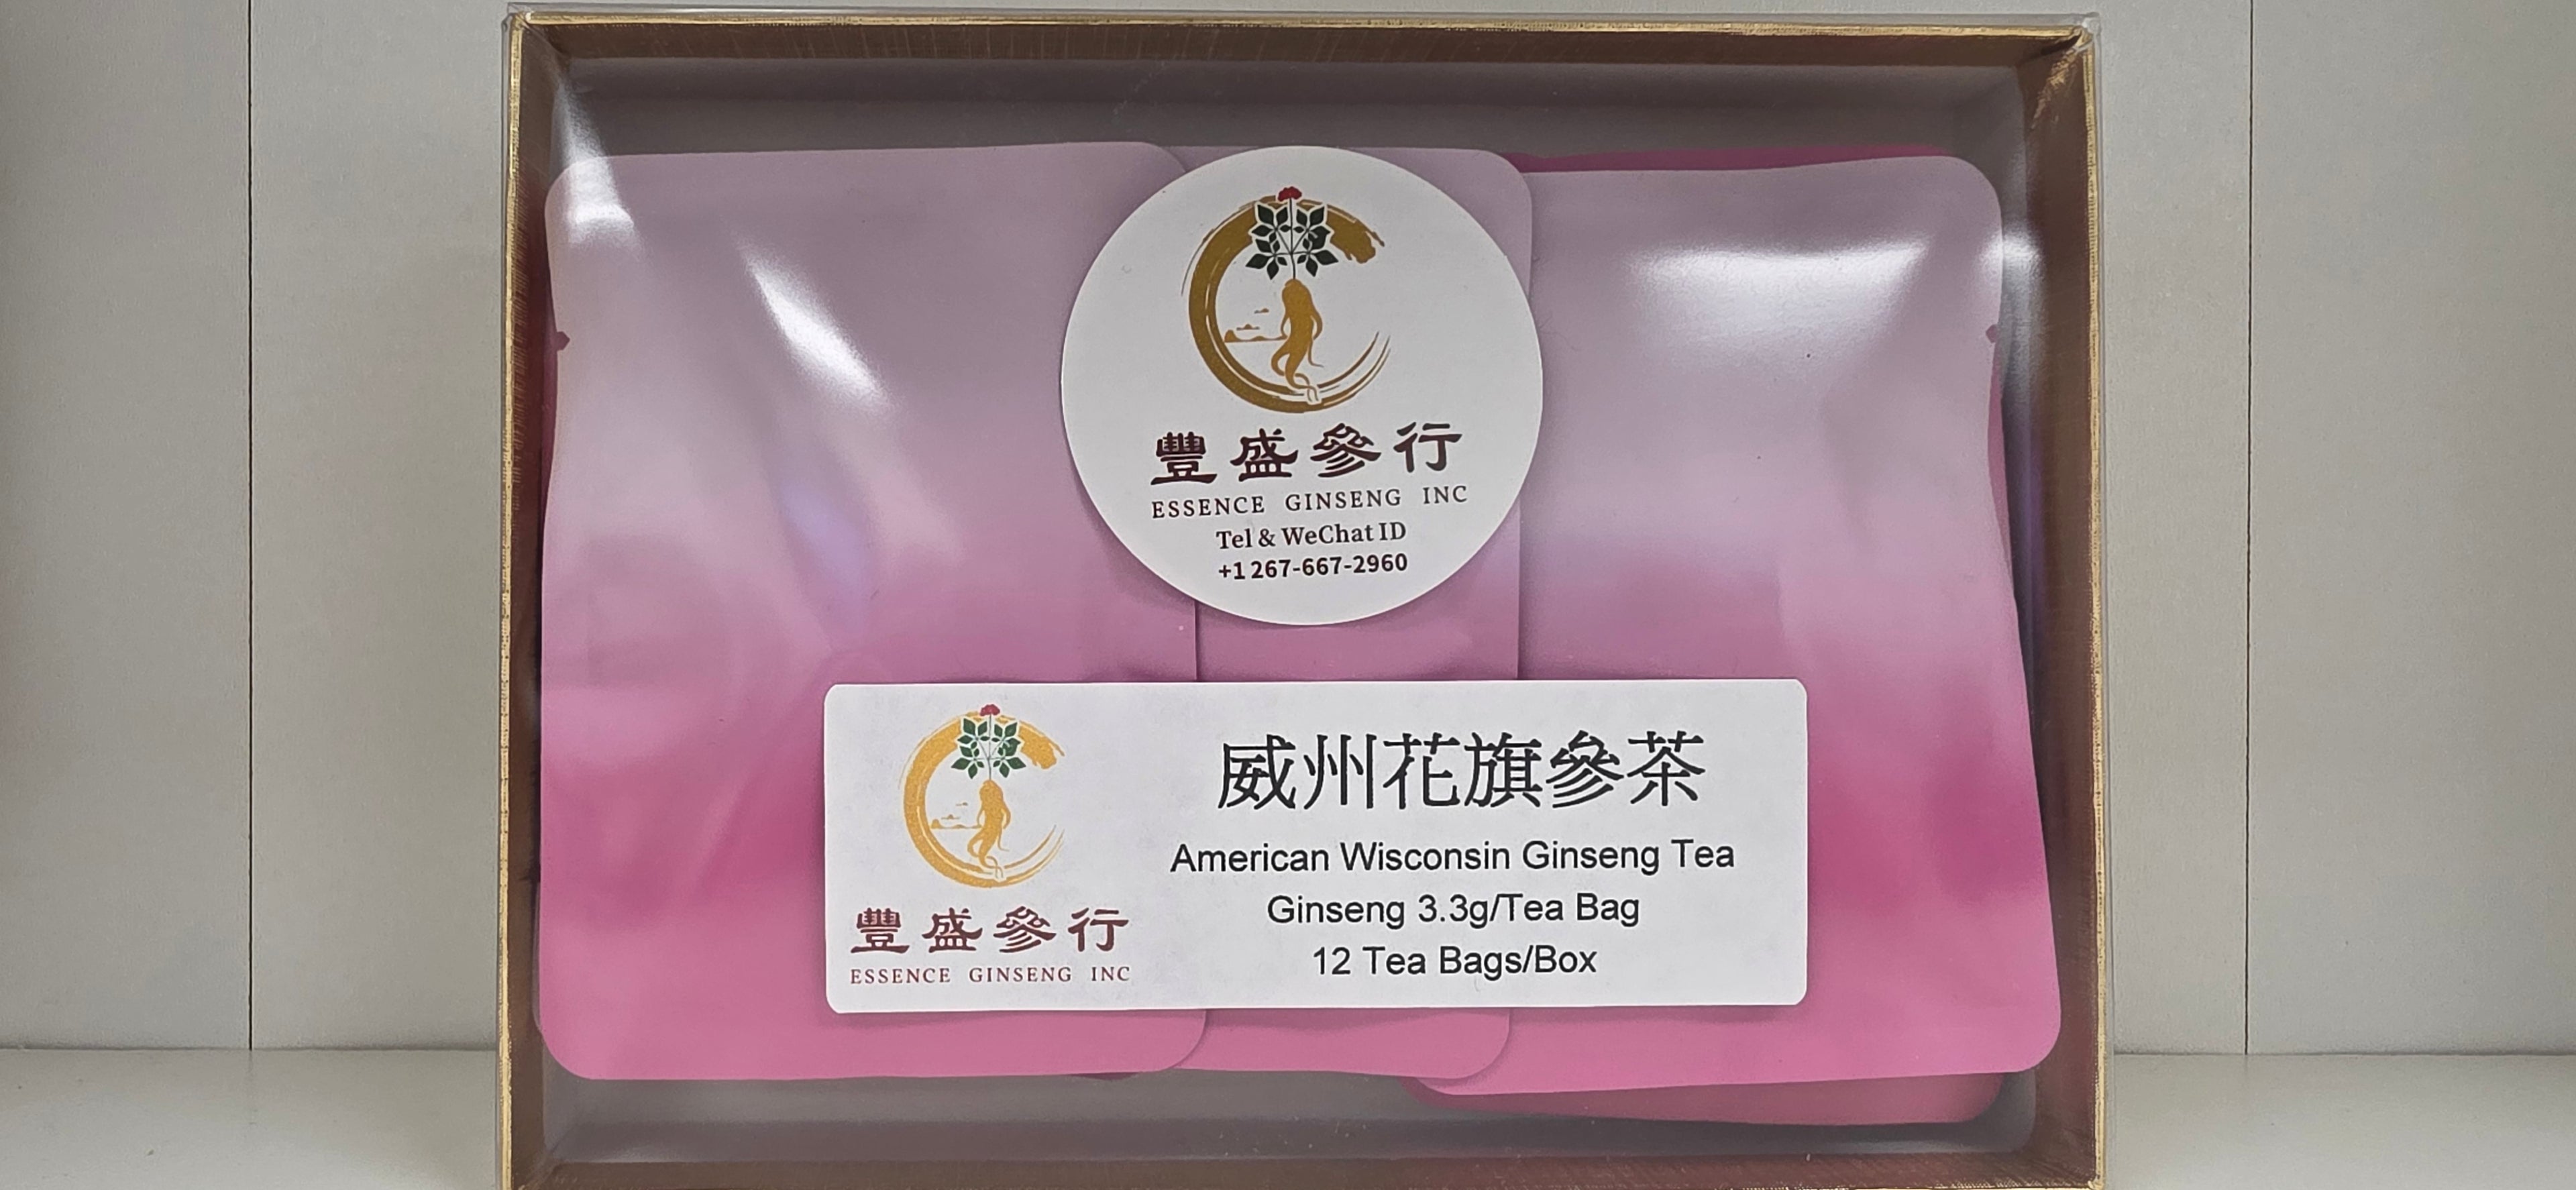 豐盛參行
ESSENCE GINSENG INC
Tel & WeChat ID
+1 267-667-2960
豐盛參行
ESSENCE GINSENG INC
威州花旗參茶
American Wisconsin Ginseng Tea
Ginseng 3.3g/Tea Bag
12 Tea Bags/Box